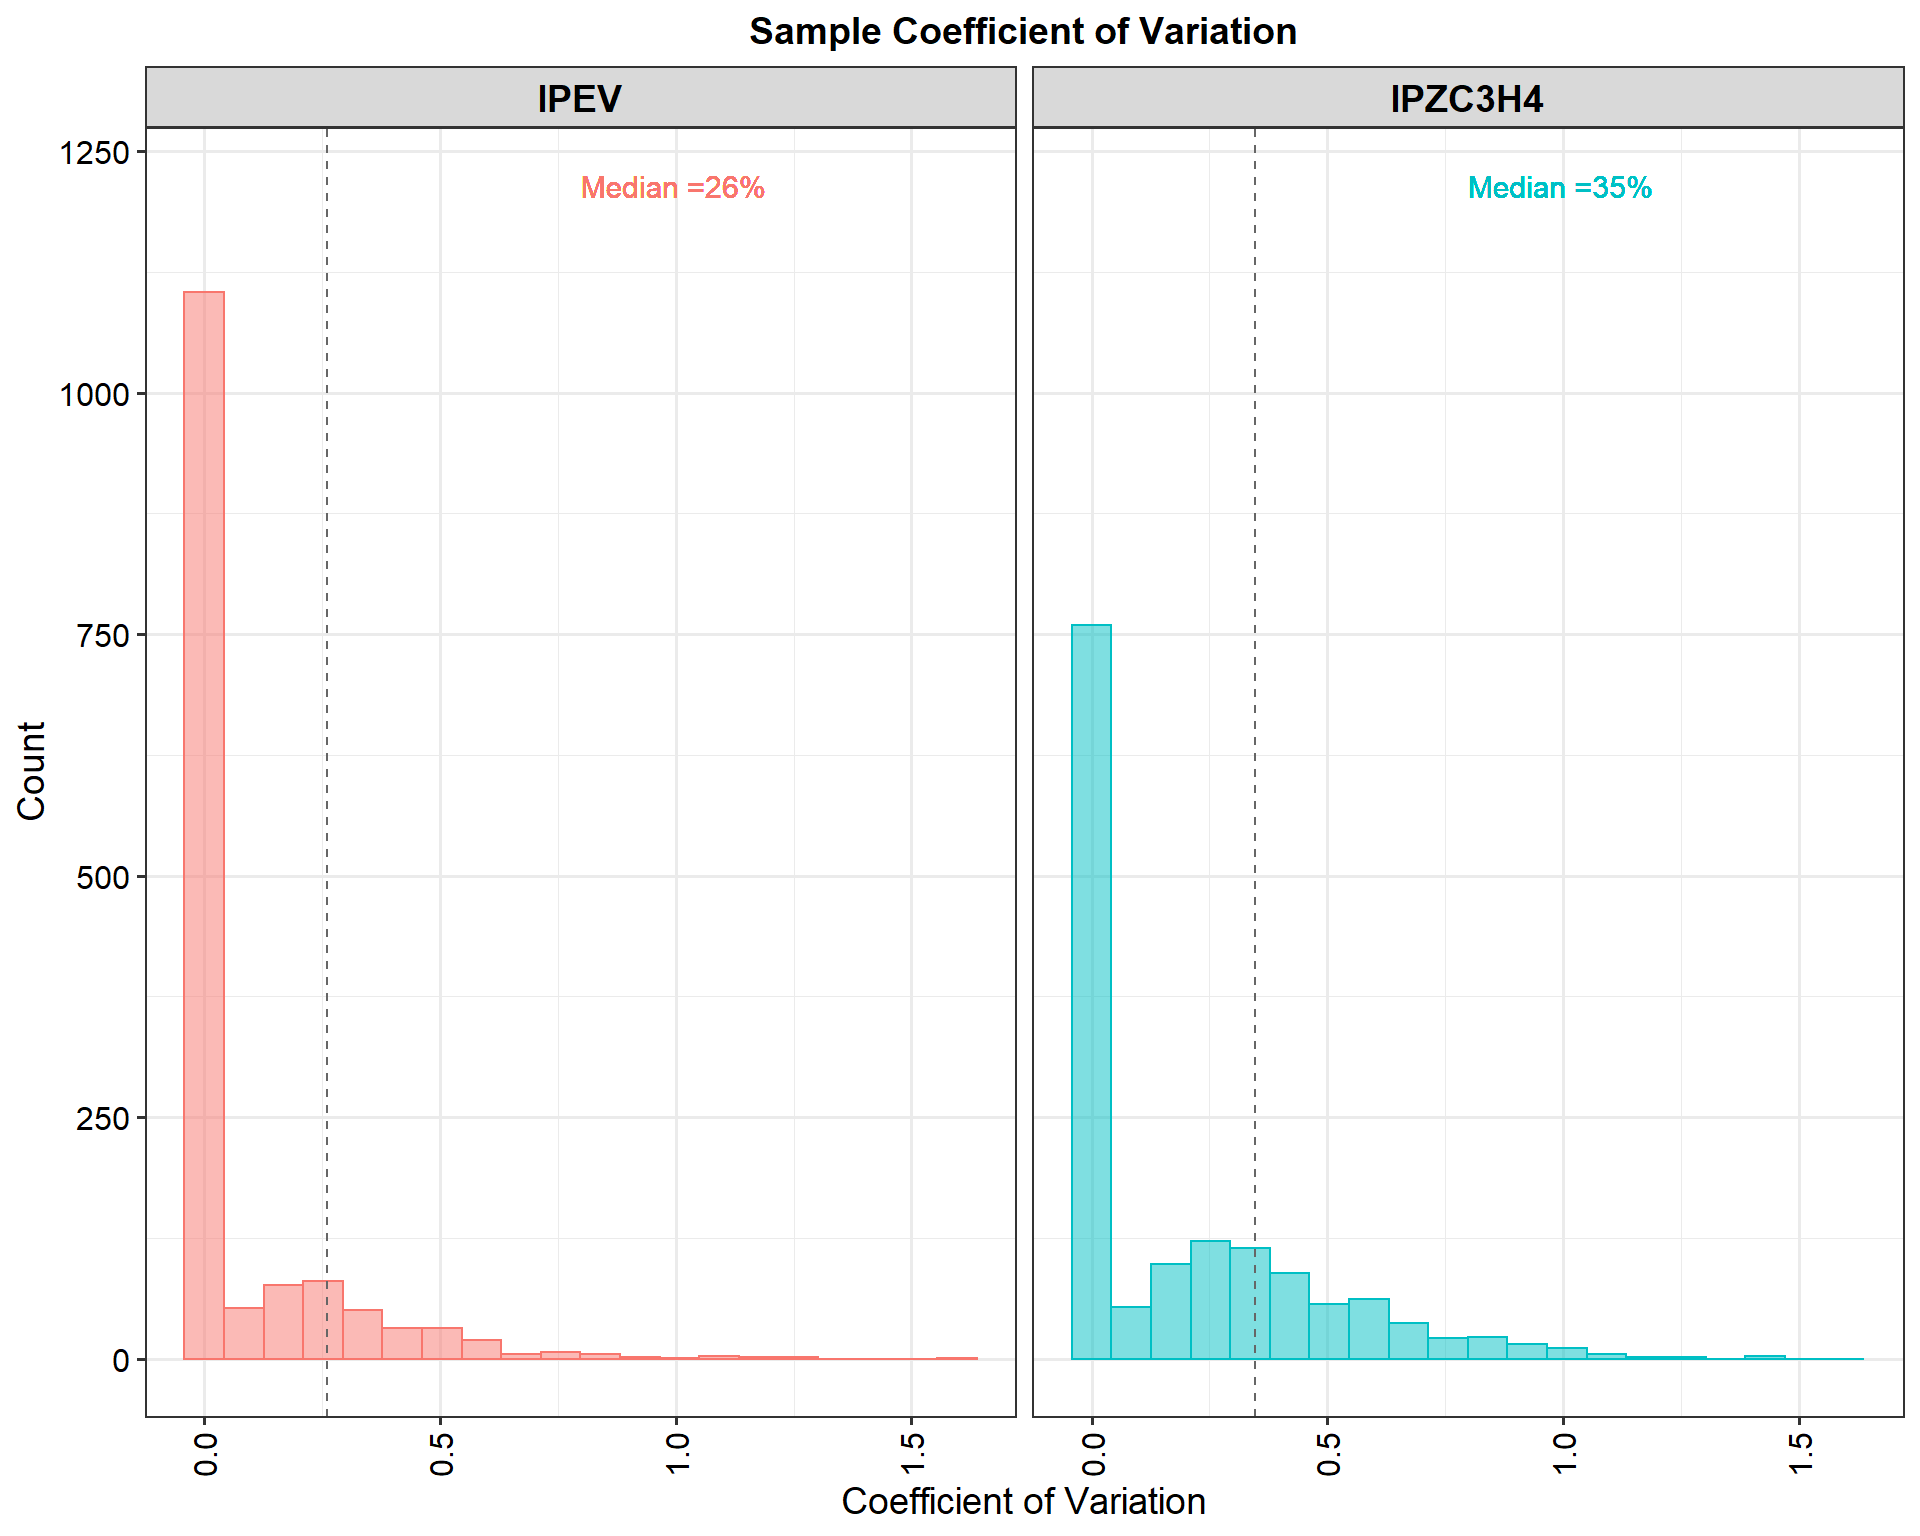 Sample Coefficient of Variation
IPEV
IPZC3H4
Median =26%
Median =35%
1250
1000
750
500
250
0
Count
0.0
0.5
1.0
1.5
0.0
0.5
1.0
1.5
Coefficient of Variation